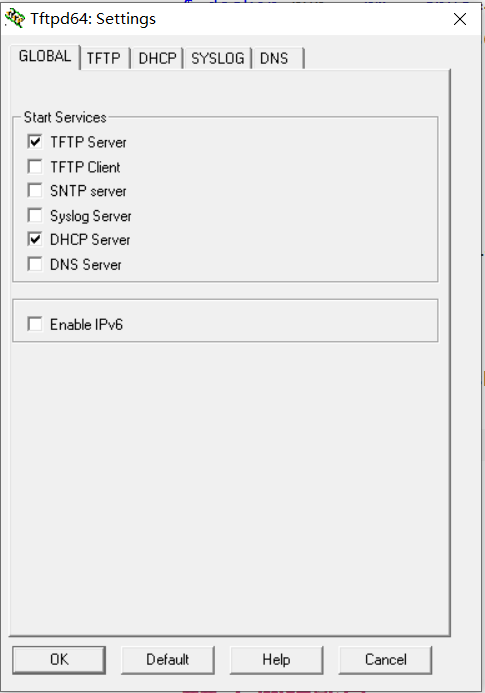 Tftpd64: Settings
GLOBAL TFTP DHCP SYSLOG DNS
Start Services
TFTP Server
TFTP Client
SNTP server
Syslog Server
DHCP Server
DNS Server
Enable IPv6
OK Default Help Cancel